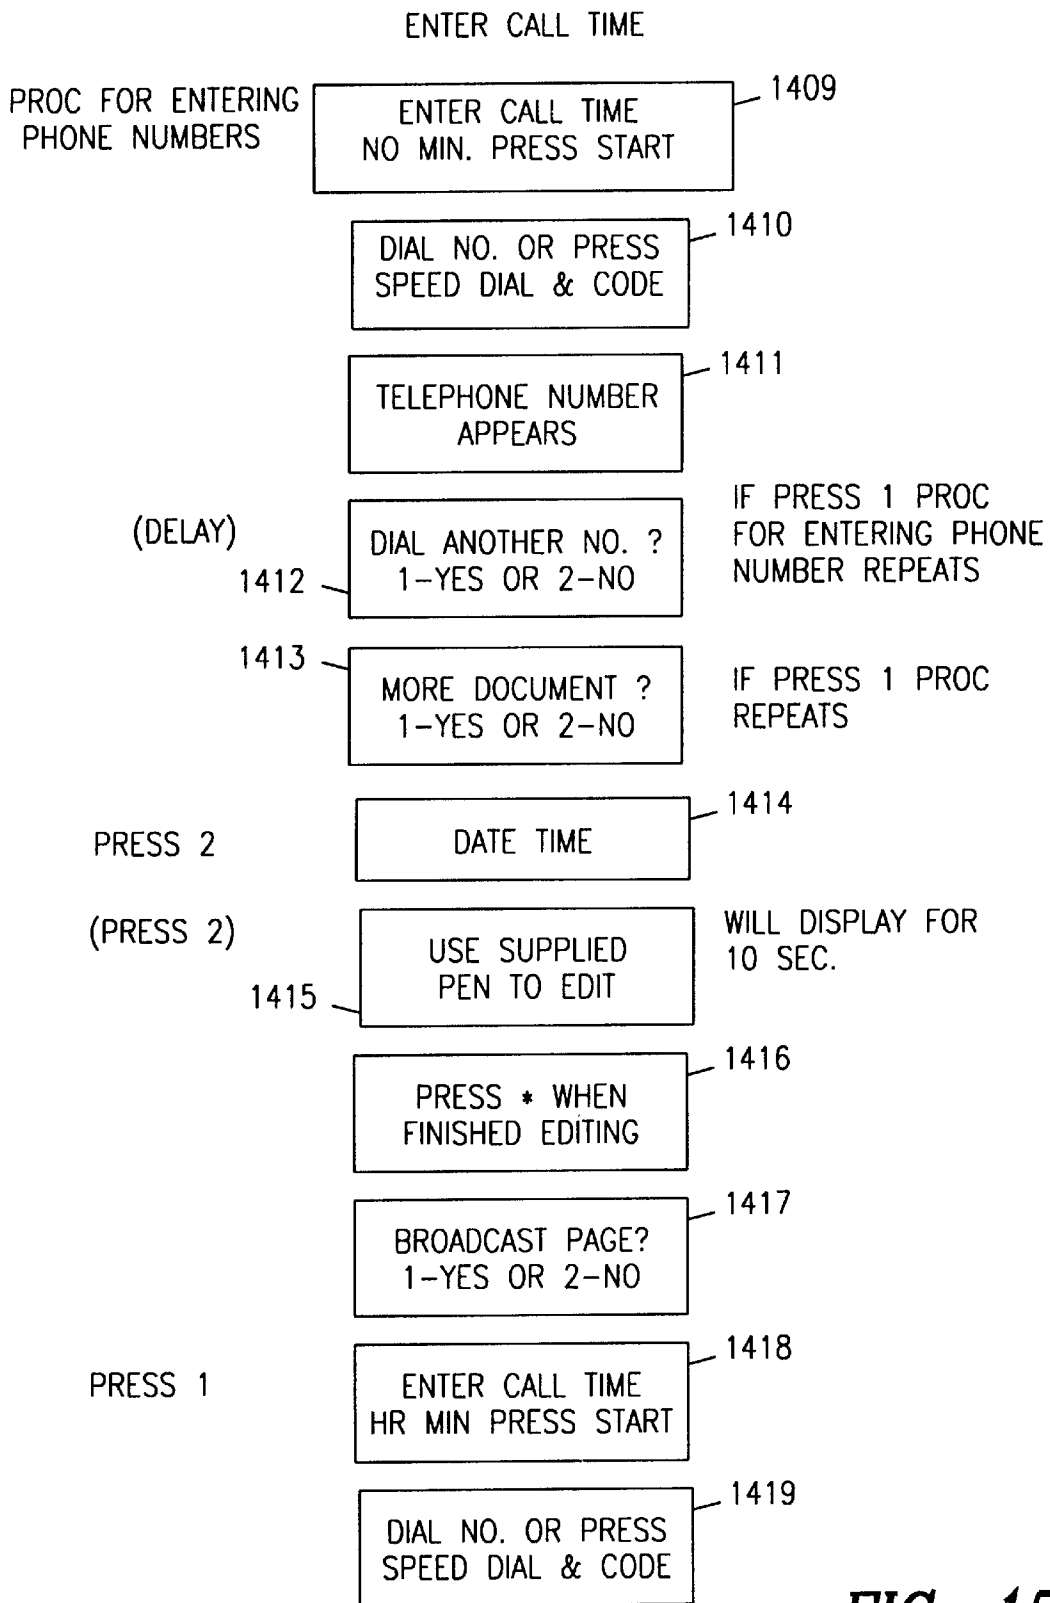 ENTER CALL TIME
PROC FOR ENTERING
PHONE NUMBERS
ENTER CALL TIME
NO MIN. PRESS START
1409
DIAL NO. OR PRESS
SPEED DIAL & CODE
1410
TELEPHONE NUMBER
APPEARS
1411
(DELAY)
1412
DIAL ANOTHER NO. ?
1-YES OR 2-NO
IF PRESS 1 PROC
FOR ENTERING PHONE
NUMBER REPEATS
1413
MORE DOCUMENT ?
1-YES OR 2-NO
IF PRESS 1 PROC
REPEATS
PRESS 2
DATE TIME
1414
(PRESS 2)
1415
USE SUPPLIED
PEN TO EDIT
WILL DISPLAY FOR
10 SEC.
PRESS * WHEN
FINISHED EDITING
1416
BROADCAST PAGE?
1-YES OR 2-NO
1417
PRESS 1
ENTER CALL TIME
HR MIN PRESS START
1418
DIAL NO. OR PRESS
SPEED DIAL & CODE
1419